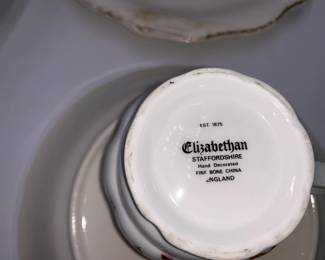 EST. 1875
Elizabethan
STAFFORDSHIRE
Hand Decorated
FINE BONE CHINA
ENGLAND